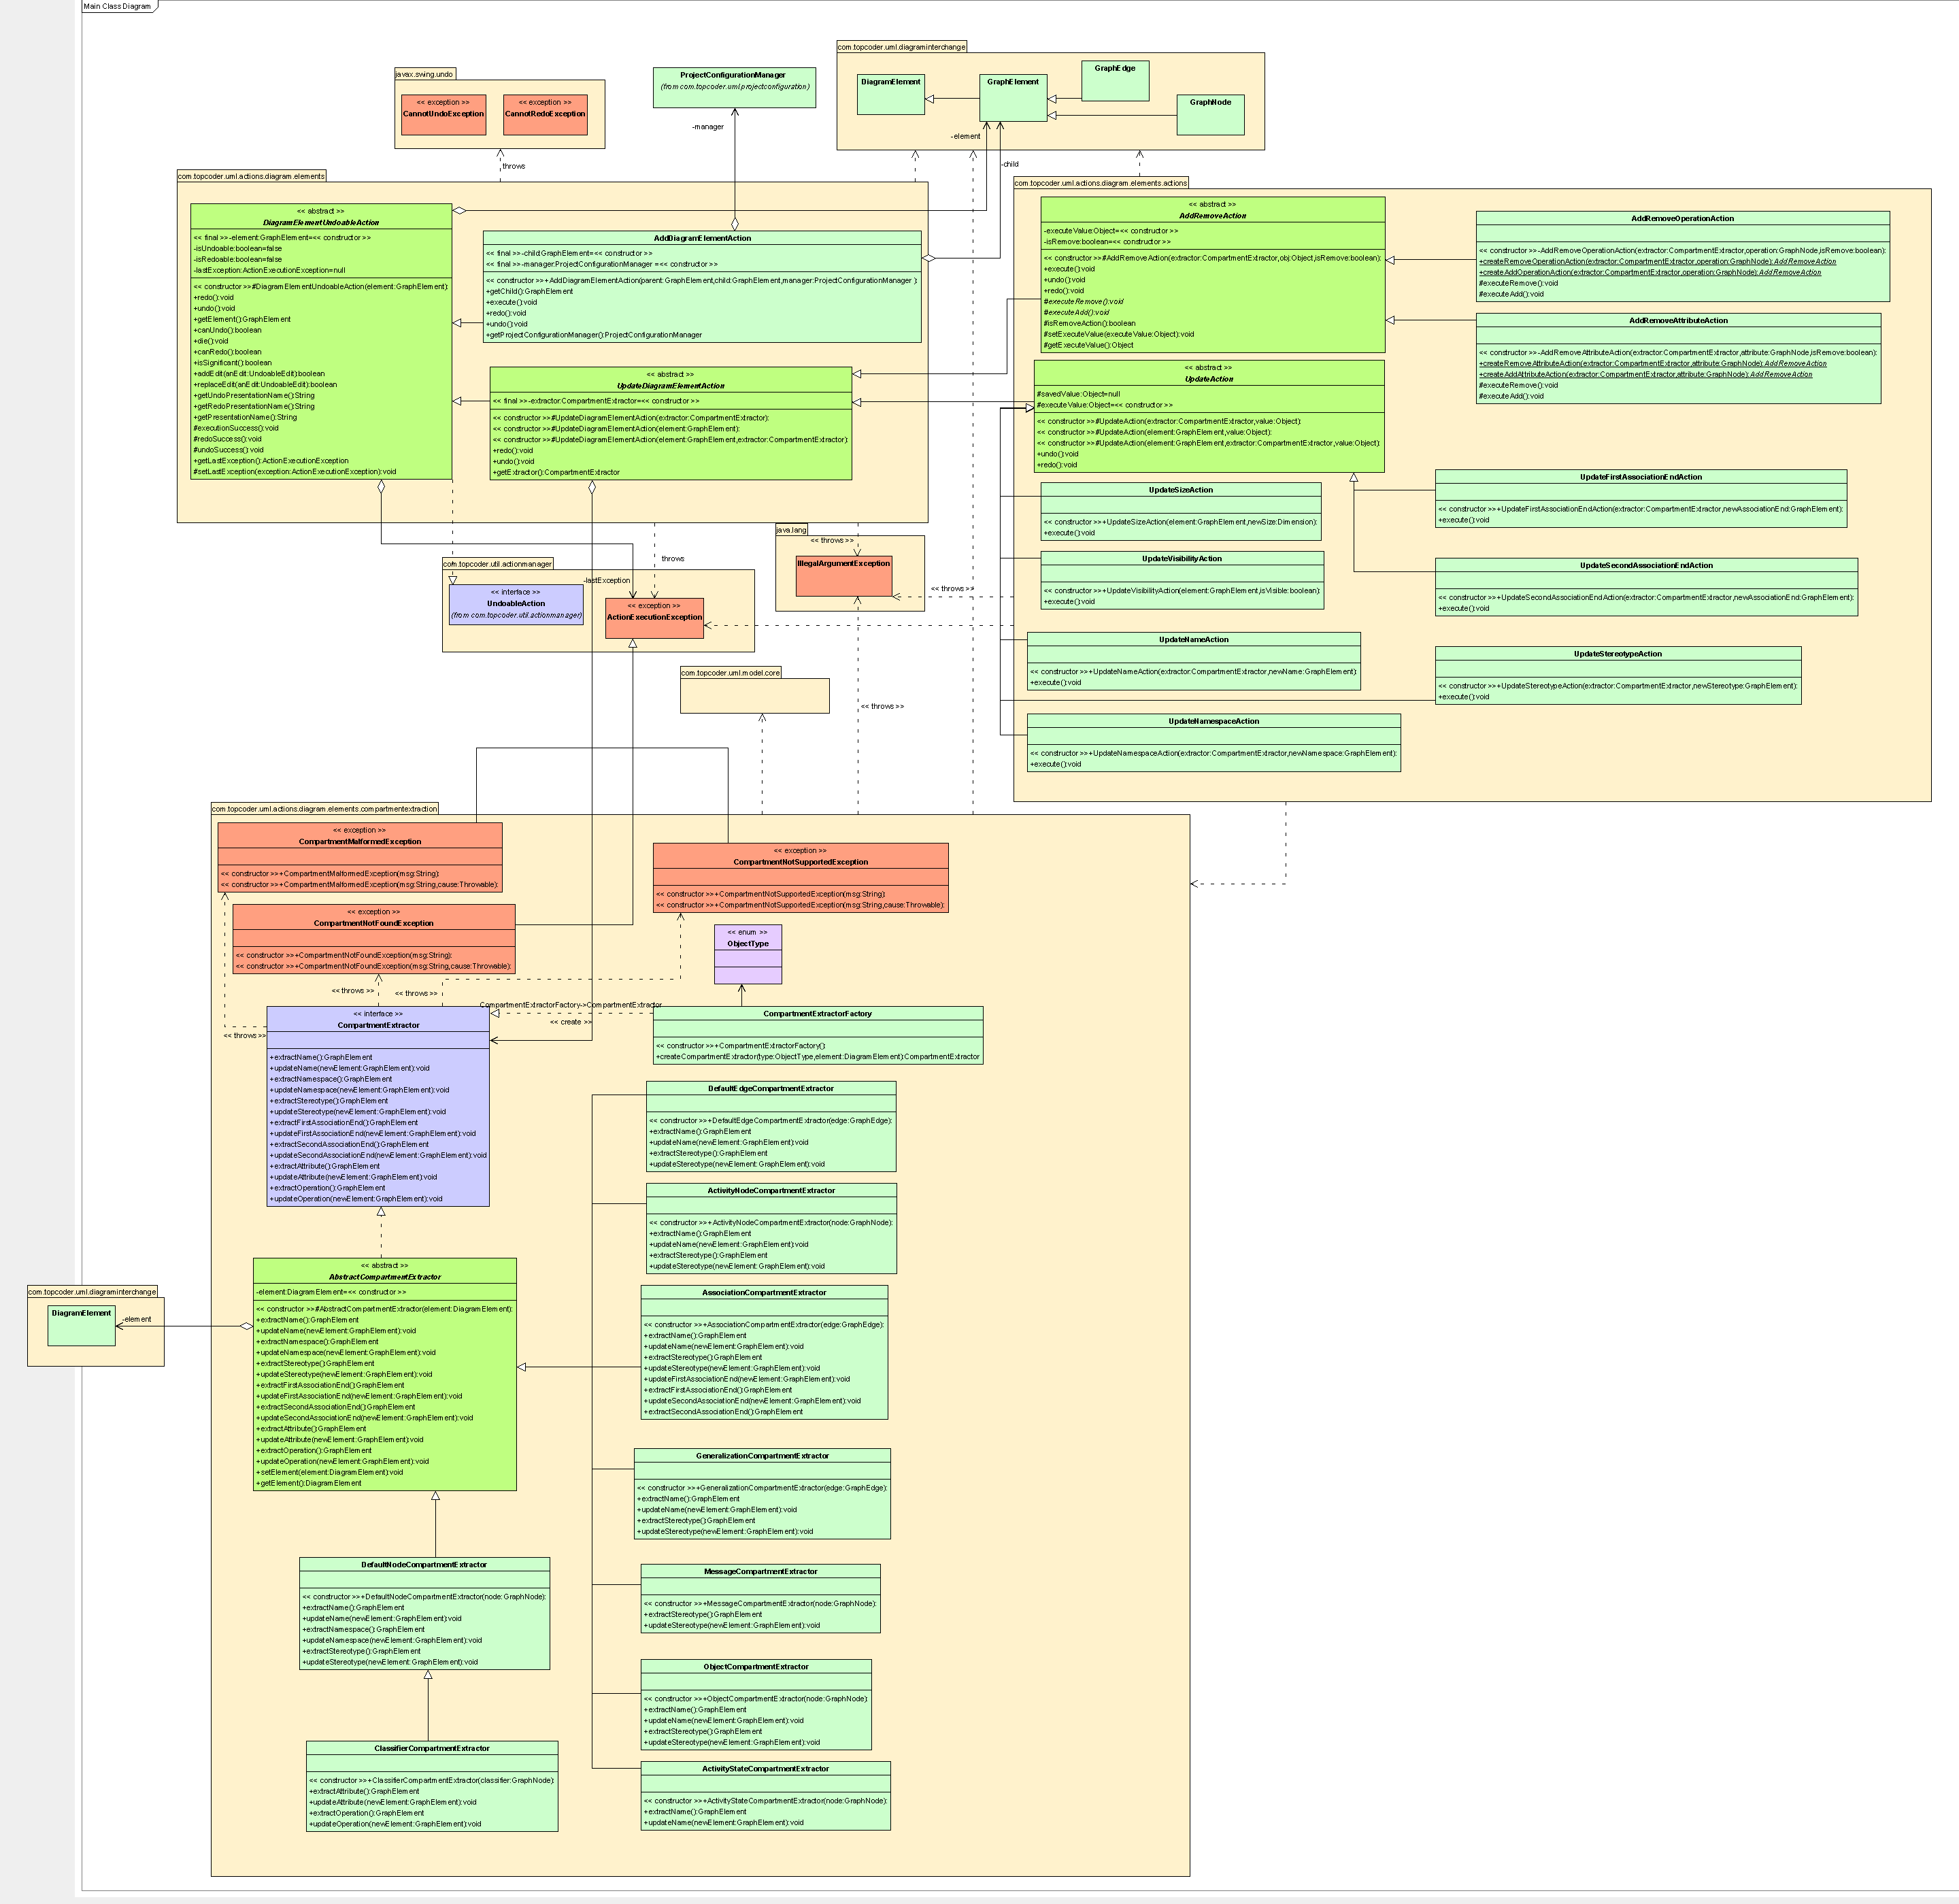 Main Class Diagram
com.topcoder.uml.diagraminterchange
DiagramElement
GraphElement
GraphEdge
GraphNode
javax.swing.undo
<< exception >>
CannotUndoException
<< exception >>
CannotRedoException
ProjectConfigurationManager
(from com.topcoder.uml.projectconfiguration)
-manager
-element
-child
throws
com.topcoder.uml.actions.diagram.elements
<< abstract >>
DiagramElementUndoableAction
<< final >>-element:GraphElement=<< constructor >>
-isUndoable:boolean=false
-isRedoable:boolean=false
-lastException:ActionExecutionException=null
<< constructor >>#DiagramElementUndoableAction(element:GraphElement):
+redo():void
+undo():void
+getElement():GraphElement
+canUndo():boolean
+die():void
+canRedo():boolean
+isSignificant():boolean
+addEdit(anEdit:UndoableEdit):boolean
+replaceEdit(anEdit:UndoableEdit):boolean
+getUndoPresentationName():String
+getRedoPresentationName():String
+getPresentationName():String
#executionSuccess():void
#redoSuccess():void
#undoSuccess():void
+getLastException():ActionExecutionException
#setLastException(exception:ActionExecutionException):void
AddDiagramElementAction
<< final >>-child:GraphElement=<< constructor >>
<< final >>-manager:ProjectConfigurationManager =<< constructor >>
<< constructor >>+AddDiagramElementAction(parent: GraphElement,child:GraphElement,manager:ProjectConfigurationManager ):
+getChild():GraphElement
+execute():void
+redo():void
+undo():void
+getProjectConfigurationManager():ProjectConfigurationManager
<< abstract >>
UpdateDiagramElementAction
<< final >>-extractor:CompartmentExtractor=<< constructor >>
<< constructor >>#UpdateDiagramElementAction(extractor:CompartmentExtractor):
<< constructor >>#UpdateDiagramElementAction(element:GraphElement):
<< constructor >>#UpdateDiagramElementAction(element:GraphElement,extractor:CompartmentExtractor):
+redo():void
+undo():void
+getExtractor():CompartmentExtractor
com.topcoder.uml.actions.diagram.elements.actions
<< abstract >>
AddRemoveAction
-executeValue:Object=<< constructor >>
-isRemove:boolean=<< constructor >>
<< constructor >>#AddRemoveAction(extractor:CompartmentExtractor,obj:Object,isRemove:boolean):
+execute():void
+undo():void
+redo():void
#executeRemove():void
#executeAdd():void
#isRemoveAction():boolean
#setExecuteValue(executeValue:Object):void
#getExecuteValue():Object
AddRemoveOperationAction
<< constructor >>-AddRemoveOperationAction(extractor:CompartmentExtractor,operation:GraphNode,isRemove:boolean):
+createRemoveOperationAction(extractor:CompartmentExtractor,operation:GraphNode):AddRemoveAction
+createAddOperationAction(extractor:CompartmentExtractor,operation:GraphNode):AddRemoveAction
#executeRemove():void
#executeAdd():void
AddRemoveAttributeAction
<< constructor >>-AddRemoveAttributeAction(extractor:CompartmentExtractor,attribute:GraphNode,isRemove:boolean):
+createRemoveAttributeAction(extractor:CompartmentExtractor,attribute:GraphNode):AddRemoveAction
+createAddAttributeAction(extractor:CompartmentExtractor,attribute:GraphNode):AddRemoveAction
#executeRemove():void
#executeAdd():void
<< abstract >>
UpdateAction
#savedValue:Object=null
#executeValue:Object=<< constructor >>
<< constructor >>#UpdateAction(extractor:CompartmentExtractor,value:Object):
<< constructor >>#UpdateAction(element:GraphElement,value:Object):
<< constructor >>#UpdateAction(element:GraphElement,extractor:CompartmentExtractor,value:Object):
+undo():void
+redo():void
UpdateSizeAction
<< constructor >>+UpdateSizeAction(element:GraphElement,newSize:Dimension):
+execute():void
UpdateVisibilityAction
<< constructor >>+UpdateVisibilityAction(element:GraphElement,isVisible:boolean):
+execute():void
UpdateNameAction
<< constructor >>+UpdateNameAction(extractor:CompartmentExtractor,newName:GraphElement):
+execute():void
UpdateNamespaceAction
<< constructor >>+UpdateNamespaceAction(extractor:CompartmentExtractor,newNamespace:GraphElement):
+execute():void
UpdateFirstAssociationEndAction
<< constructor >>+UpdateFirstAssociationEndAction(extractor:CompartmentExtractor,newAssociationEnd:GraphElement):
+execute():void
UpdateSecondAssociationEndAction
<< constructor >>+UpdateSecondAssociationEndAction(extractor:CompartmentExtractor,newAssociationEnd:GraphElement):
+execute():void
UpdateStereotypeAction
<< constructor >>+UpdateStereotypeAction(extractor:CompartmentExtractor,newStereotype:GraphElement):
+execute():void
java.lang
<< throws >>
IllegalArgumentException
<< throws >>
throws
com.topcoder.util.actionmanager
-lastException
<< interface >>
UndoableAction
(from com.topcoder.util.actionmanager)
<< exception >>
ActionExecutionException
com.topcoder.uml.model.core
<< throws >>
com.topcoder.uml.actions.diagram.elements.compartmentextraction
<< exception >>
CompartmentMalformedException
<< constructor >>+CompartmentMalformedException(msg:String):
<< constructor >>+CompartmentMalformedException(msg:String,cause:Throwable):
<< exception >>
CompartmentNotSupportedException
<< constructor >>+CompartmentNotSupportedException(msg:String):
<< constructor >>+CompartmentNotSupportedException(msg:String,cause:Throwable):
<< exception >>
CompartmentNotFoundException
<< constructor >>+CompartmentNotFoundException(msg:String):
<< constructor >>+CompartmentNotFoundException(msg:String,cause:Throwable):
<< enum >>
ObjectType
<< throws >>
<< throws >>
<< throws >>
CompartmentExtractorFactory->CompartmentExtractor
<< create >>
<< interface >>
CompartmentExtractor
+extractName():GraphElement
+updateName(newElement:GraphElement):void
+extractNamespace():GraphElement
+updateNamespace(newElement:GraphElement):void
+extractStereotype():GraphElement
+updateStereotype(newElement:GraphElement):void
+extractFirstAssociationEnd():GraphElement
+updateFirstAssociationEnd(newElement:GraphElement):void
+extractSecondAssociationEnd():GraphElement
+updateSecondAssociationEnd(newElement:GraphElement):void
+extractAttribute():GraphElement
+updateAttribute(newElement:GraphElement):void
+extractOperation():GraphElement
+updateOperation(newElement:GraphElement):void
CompartmentExtractorFactory
<< constructor >>+CompartmentExtractorFactory():
+createCompartmentExtractor(type:ObjectType,element:DiagramElement):CompartmentExtractor
DefaultEdgeCompartmentExtractor
<< constructor >>+DefaultEdgeCompartmentExtractor(edge:GraphEdge):
+extractName():GraphElement
+updateName(newElement:GraphElement):void
+extractStereotype():GraphElement
+updateStereotype(newElement:GraphElement):void
ActivityNodeCompartmentExtractor
<< constructor >>+ActivityNodeCompartmentExtractor(node:GraphNode):
+extractName():GraphElement
+updateName(newElement:GraphElement):void
+extractStereotype():GraphElement
+updateStereotype(newElement:GraphElement):void
<< abstract >>
AbstractCompartmentExtractor
-element:DiagramElement=<< constructor >>
<< constructor >>#AbstractCompartmentExtractor(element:DiagramElement):
+extractName():GraphElement
+updateName(newElement:GraphElement):void
+extractNamespace():GraphElement
+updateNamespace(newElement:GraphElement):void
+extractStereotype():GraphElement
+updateStereotype(newElement:GraphElement):void
+extractFirstAssociationEnd():GraphElement
+updateFirstAssociationEnd(newElement:GraphElement):void
+extractSecondAssociationEnd():GraphElement
+updateSecondAssociationEnd(newElement:GraphElement):void
+extractAttribute():GraphElement
+updateAttribute(newElement:GraphElement):void
+extractOperation():GraphElement
+updateOperation(newElement:GraphElement):void
+setElement(element:DiagramElement):void
+getElement():DiagramElement
com.topcoder.uml.diagraminterchange
DiagramElement
-element
AssociationCompartmentExtractor
<< constructor >>+AssociationCompartmentExtractor(edge:GraphEdge):
+extractName():GraphElement
+updateName(newElement:GraphElement):void
+extractStereotype():GraphElement
+updateStereotype(newElement:GraphElement):void
+updateFirstAssociationEnd(newElement:GraphElement):void
+extractFirstAssociationEnd():GraphElement
+updateSecondAssociationEnd(newElement:GraphElement):void
+extractSecondAssociationEnd():GraphElement
GeneralizationCompartmentExtractor
<< constructor >>+GeneralizationCompartmentExtractor(edge:GraphEdge):
+extractName():GraphElement
+updateName(newElement:GraphElement):void
+extractStereotype():GraphElement
+updateStereotype(newElement:GraphElement):void
DefaultNodeCompartmentExtractor
<< constructor >>+DefaultNodeCompartmentExtractor(node:GraphNode):
+extractName():GraphElement
+updateName(newElement:GraphElement):void
+extractNamespace():GraphElement
+updateNamespace(newElement:GraphElement):void
+extractStereotype():GraphElement
+updateStereotype(newElement:GraphElement):void
MessageCompartmentExtractor
<< constructor >>+MessageCompartmentExtractor(node:GraphNode):
+extractStereotype():GraphElement
+updateStereotype(newElement:GraphElement):void
ObjectCompartmentExtractor
<< constructor >>+ObjectCompartmentExtractor(node:GraphNode):
+extractName():GraphElement
+updateName(newElement:GraphElement):void
+extractStereotype():GraphElement
+updateStereotype(newElement:GraphElement):void
ClassifierCompartmentExtractor
<< constructor >>+ClassifierCompartmentExtractor(classifier:GraphNode):
+extractAttribute():GraphElement
+updateAttribute(newElement:GraphElement):void
+extractOperation():GraphElement
+updateOperation(newElement:GraphElement):void
ActivityStateCompartmentExtractor
<< constructor >>+ActivityStateCompartmentExtractor(node:GraphNode):
+extractName():GraphElement
+updateName(newElement:GraphElement):void